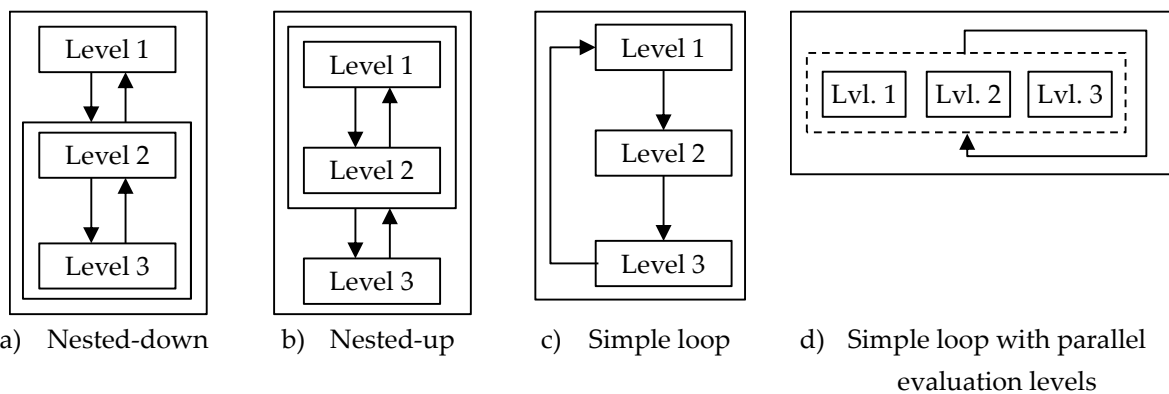 Level 1
Level 2
Level 3
Level 1
Level 2
Level 3
Level 1
Level 2
Level 3
Lvl. 1 Lvl. 2 Lvl. 3
a) Nested-down
b) Nested-up
c) Simple loop
d) Simple loop with parallel
evaluation levels